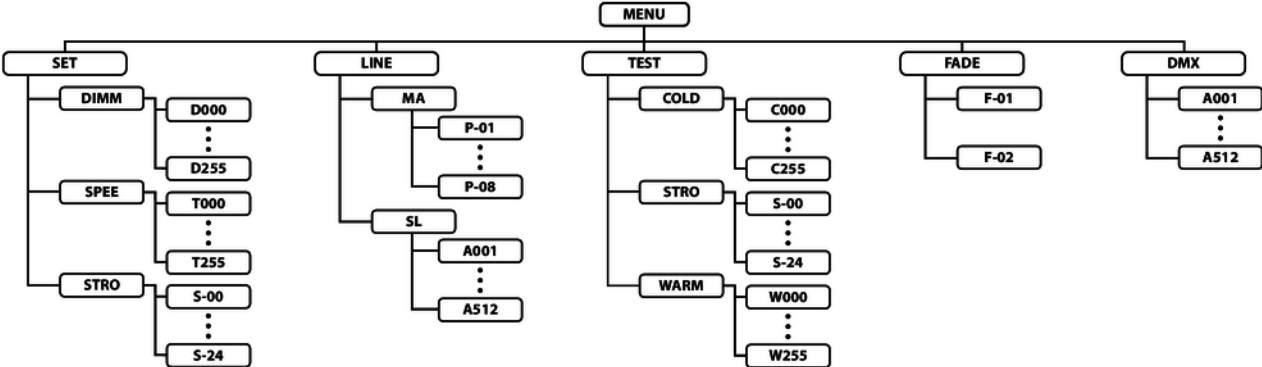 MENU
SET
DIMM
D000
D255
SPEE
T000
T255
STRO
S-00
S-24
LINE
MA
P-01
P-08
SL
A001
A512
TEST
COLD
C000
C255
STRO
S-00
S-24
WARM
W000
W255
FADE
F-01
F-02
DMX
A001
A512